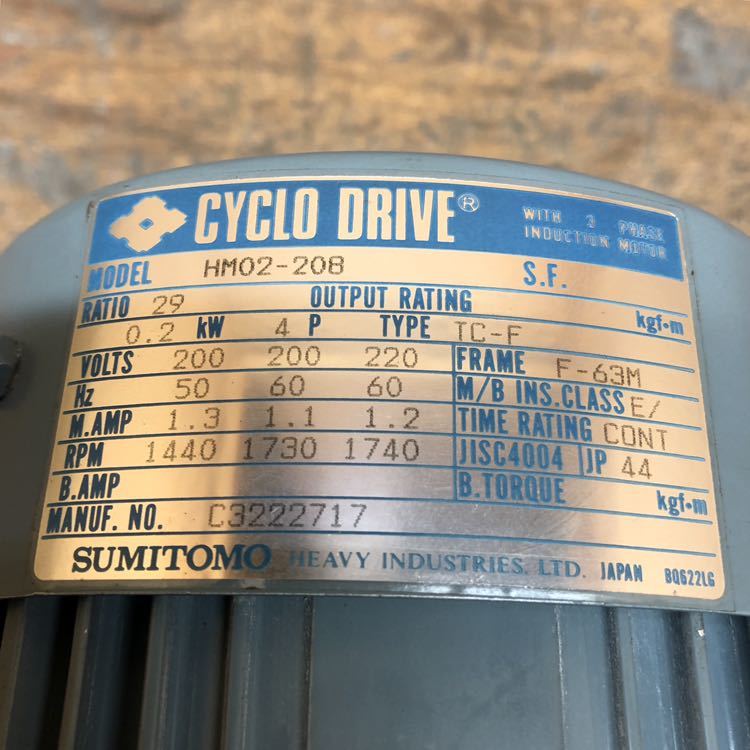 CYCLO DRIVE® WITH 3 PHASE
INDUCTION MOTOR
MODEL HM02-208 S.F.
RATIO 29 OUTPUT RATING kgf·m
0.2 kW 4 P TYPE TC-F
VOLTS 200 200 220 FRAME F-63M
Hz 50 60 60 M/B INS.CLASS E/
M.AMP 1.3 1.1 1.2 TIME RATING CONT
RPM 1440 1730 1740 JISC4004 JP 44
B.AMP B.TORQUE kgf·m
MANUF. NO. C3222717
SUMITOMO HEAVY INDUSTRIES, LTD. JAPAN BQ622LG